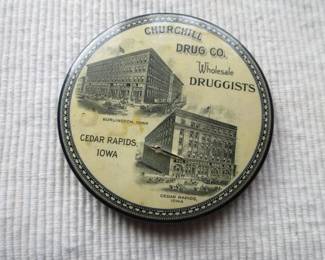 CHURCHILL
DRUG CO.
Wholesale
DRUGGISTS
BURLINGTON, IOWA
CEDAR RAPIDS,
IOWA
CEDAR RAPIDS,
IOWA